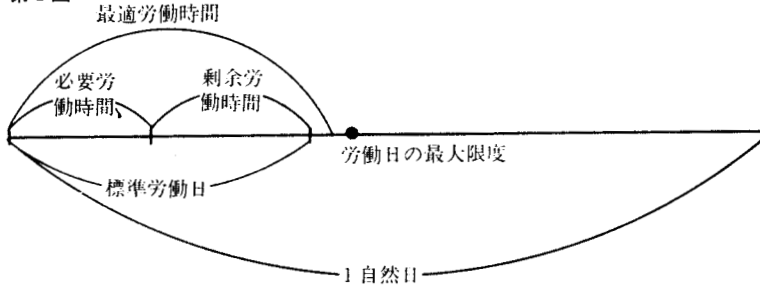 最適労働時間
必要労
働時間、
剰余労
働時間
労働日の最大限度
標準労働日
1自然日